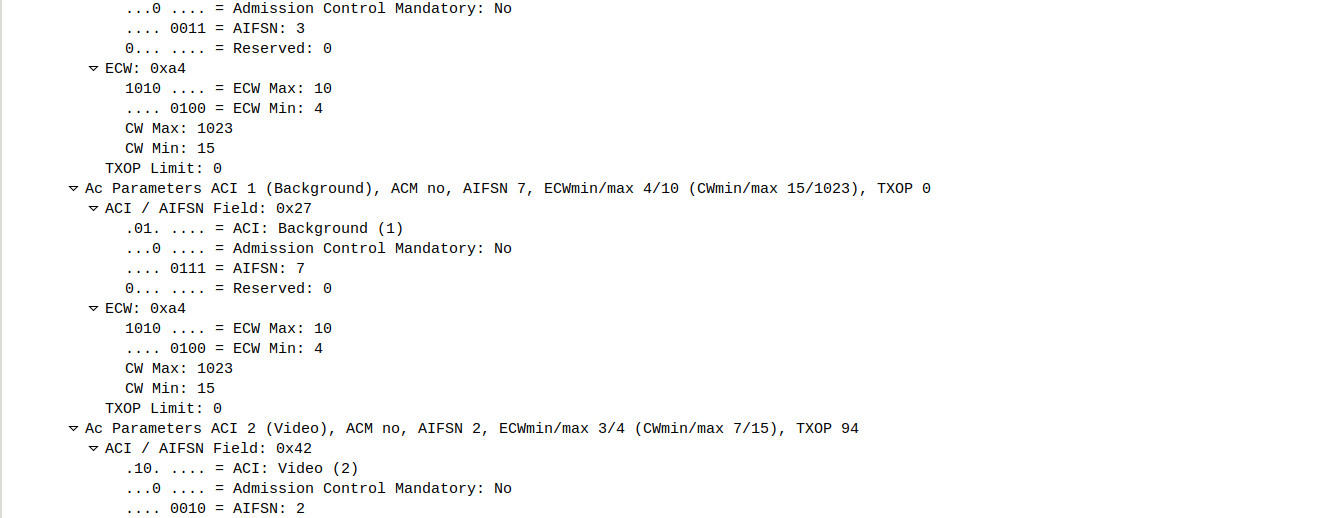 ...0 .... = Admission Control Mandatory: No
.... 0011 = AIFSN: 3
0... .... = Reserved: 0
ECW: 0xa4
1010 .... = ECW Max: 10
.... 0100 = ECW Min: 4
CW Max: 1023
CW Min: 15
TXOP Limit: 0
Ac Parameters ACI 1 (Background), ACM no, AIFSN 7, ECWmin/max 4/10 (CWmin/max 15/1023), TXOP 0
ACI / AIFSN Field: 0x27
.01. .... = ACI: Background (1)
...0 .... = Admission Control Mandatory: No
.... 0111 = AIFSN: 7
0... .... = Reserved: 0
ECW: 0xa4
1010 .... = ECW Max: 10
.... 0100 = ECW Min: 4
CW Max: 1023
CW Min: 15
TXOP Limit: 0
Ac Parameters ACI 2 (Video), ACM no, AIFSN 2, ECWmin/max 3/4 (CWmin/max 7/15), TXOP 94
ACI / AIFSN Field: 0x42
.10. .... = ACI: Video (2)
...0 .... = Admission Control Mandatory: No
.... 0010 = AIFSN: 2